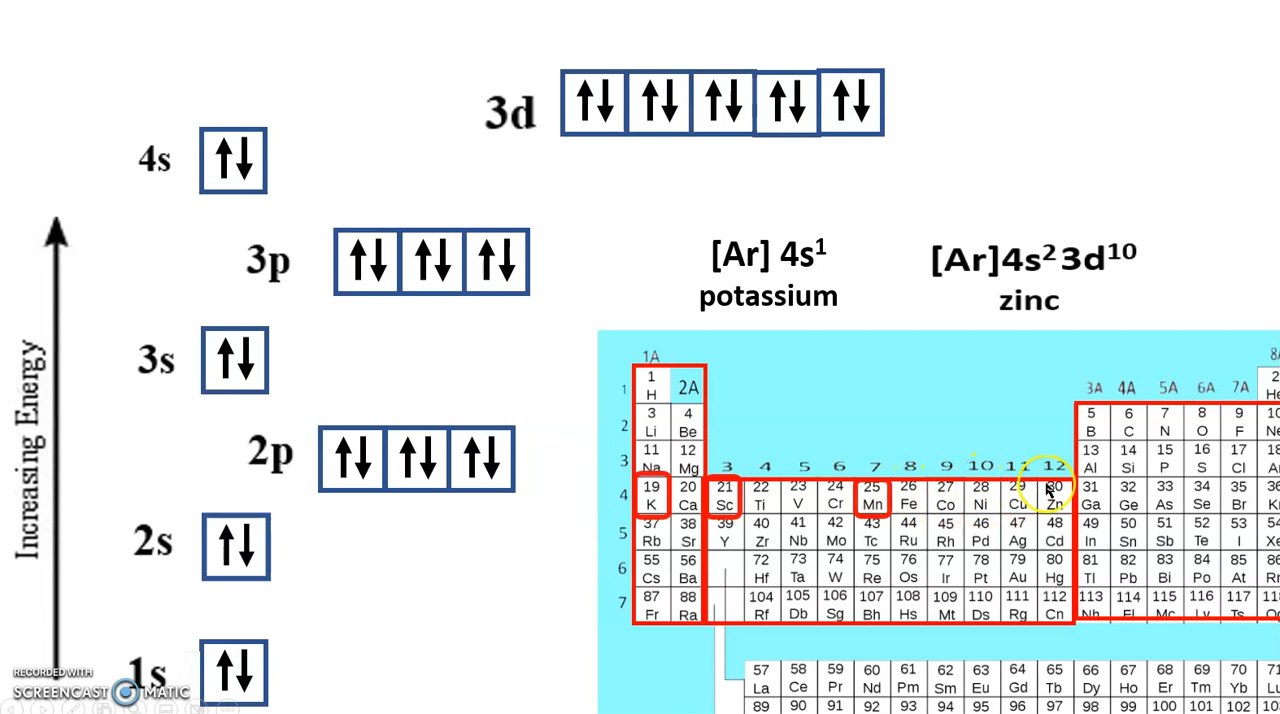 3d
4s
3p
3s
2p
2s
1s
Increasing Energy
[Ar] 4s¹
potassium
[Ar]4s² 3d¹⁰
zinc
1A 8A
1 2A 3A 4A 5A 6A 7A
1 H He
2 3 Li 4 Be 5 B 6 C 7 N 8 O 9 F 10 Ne
3 11 Na 12 Mg 3 4 5 6 7 8 9 10 11 12 13 Al 14 Si 15 P 16 S 17 Cl
4 19 K 20 Ca 21 Sc 22 Ti 23 V 24 Cr 25 Mn 26 Fe 27 Co 28 Ni 29 Cu 30 Zn 31 Ga 32 Ge 33 As 34 Se 35 Br
5 37 Rb 38 Sr 39 Y 40 Zr 41 Nb 42 Mo 43 Tc 44 Ru 45 Rh 46 Pd 47 Ag 48 Cd 49 In 50 Sn 51 Sb 52 Te 53 I
6 55 Cs 56 Ba 72 Hf 73 Ta 74 W 75 Re 76 Os 77 Ir 78 Pt 79 Au 80 Hg 81 Tl 82 Pb 83 Bi 84 Po 85 At
7 87 Fr 88 Ra 104 Rf 105 Db 106 Sg 107 Bh 108 Hs 109 Mt 110 Ds 111 Rg 112 Cn 113 Nh 114 115 Mc 116 Lv 117 Ts
57 La 58 Ce 59 Pr 60 Nd 61 Pm 62 Sm 63 Eu 64 Gd 65 Tb 66 Dy 67 Ho 68 Er 69 Tm 70 Yb
89 90 91 92 93 94 95 96 97 98 99 100 101 102
RECORDED WITH
SCREENCAST MATIC